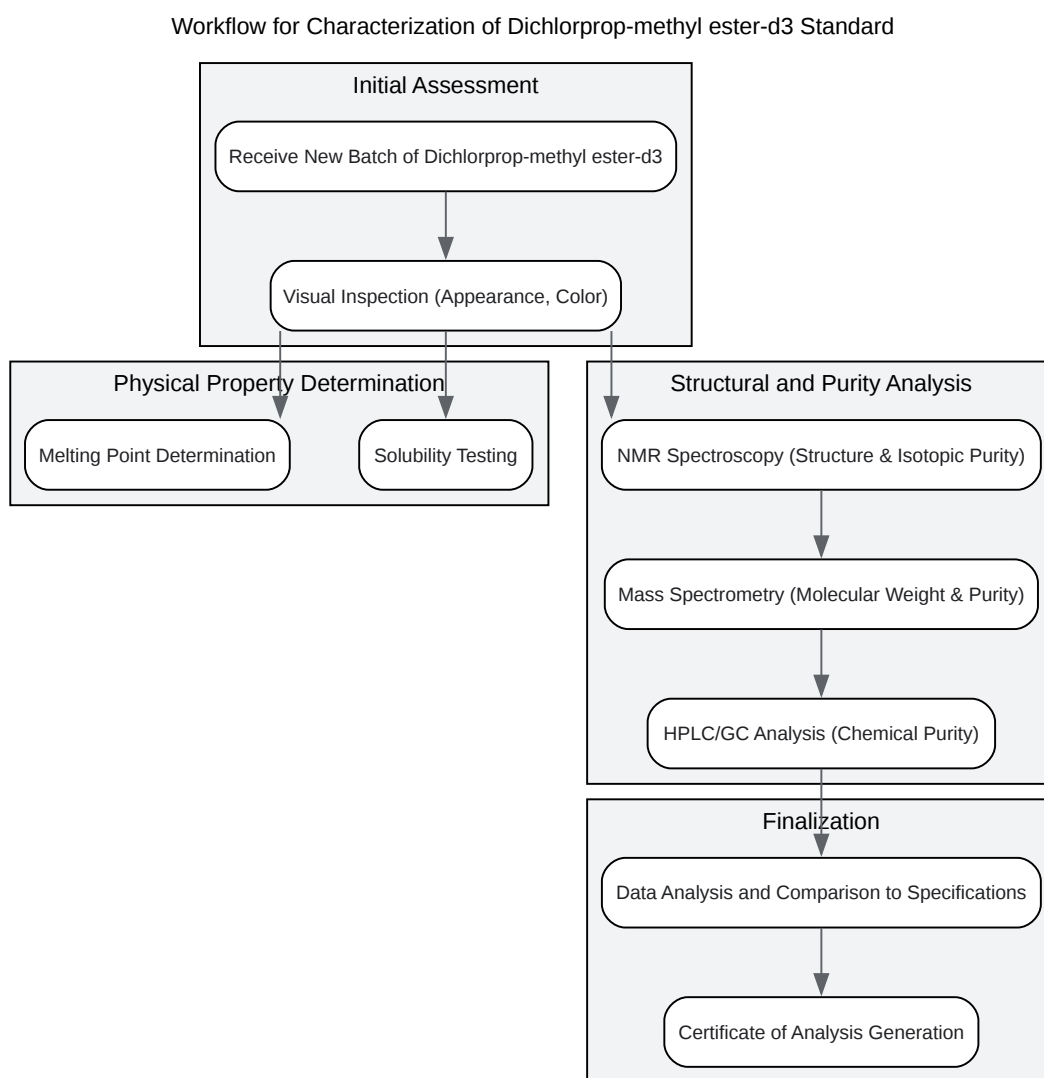 Workflow for Characterization of Dichlorprop-methyl ester-d3 Standard
Initial Assessment
Receive New Batch of Dichlorprop-methyl ester-d3
Visual Inspection (Appearance, Color)
Physical Property Determination
Melting Point Determination
Solubility Testing
Structural and Purity Analysis
NMR Spectroscopy (Structure & Isotopic Purity)
Mass Spectrometry (Molecular Weight & Purity)
HPLC/GC Analysis (Chemical Purity)
Finalization
Data Analysis and Comparison to Specifications
Certificate of Analysis Generation